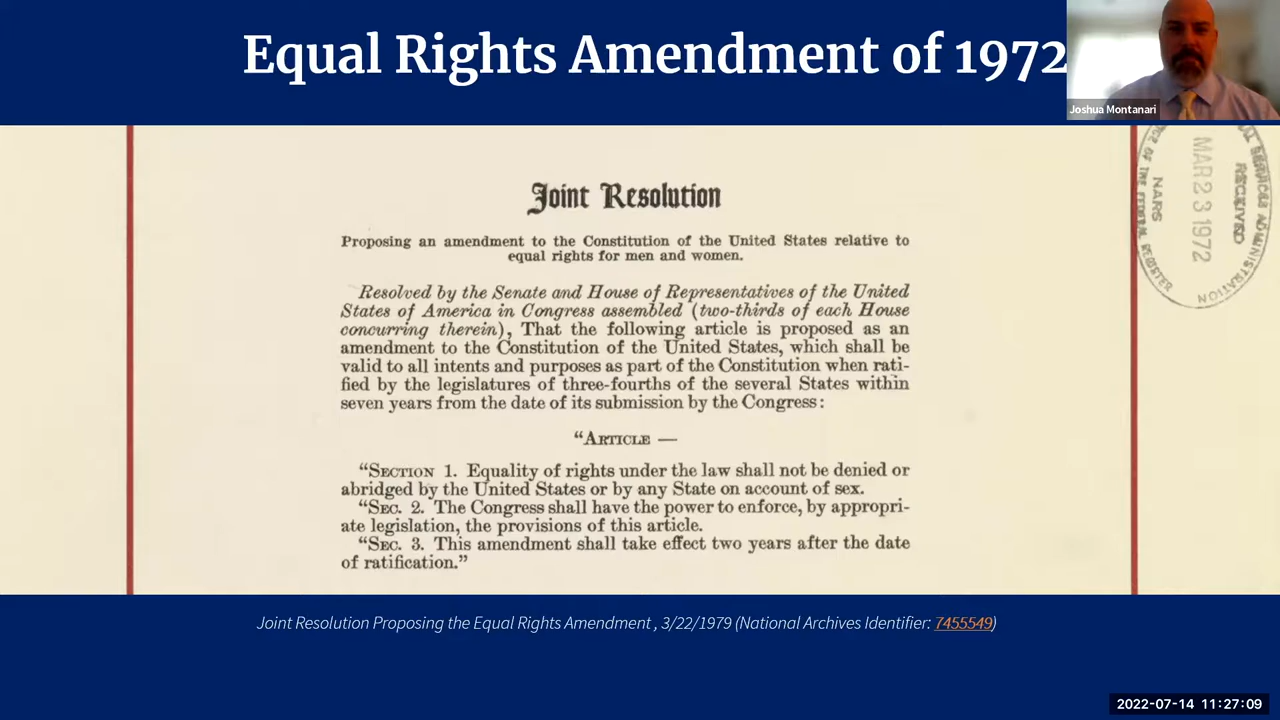 Equal Rights Amendment of 1972
Joshua Montanari
Joint Resolution
Proposing an amendment to the Constitution of the United States relative to
equal rights for men and women.
Resolved by the Senate and House of Representatives of the United
States of America in Congress assembled (two-thirds of each House
concurring therein), That the following article is proposed as an
amendment to the Constitution of the United States, which shall be
valid to all intents and purposes as part of the Constitution when rati-
fied by the legislatures of three-fourths of the several States within
seven years from the date of its submission by the Congress:
“ARTICLE —
“SECTION 1. Equality of rights under the law shall not be denied or
abridged by the United States or by any State on account of sex.
“SEC. 2. The Congress shall have the power to enforce, by appropri-
ate legislation, the provisions of this article.
“SEC. 3. This amendment shall take effect two years after the date
of ratification.”
SERVICES ADMINISTRATION
RECEIVED
MAR 23 1972
NARS
OF THE FEDERAL REGISTER
Joint Resolution Proposing the Equal Rights Amendment , 3/22/1979 (National Archives Identifier: 7455549)
2022-07-14 11:27:09